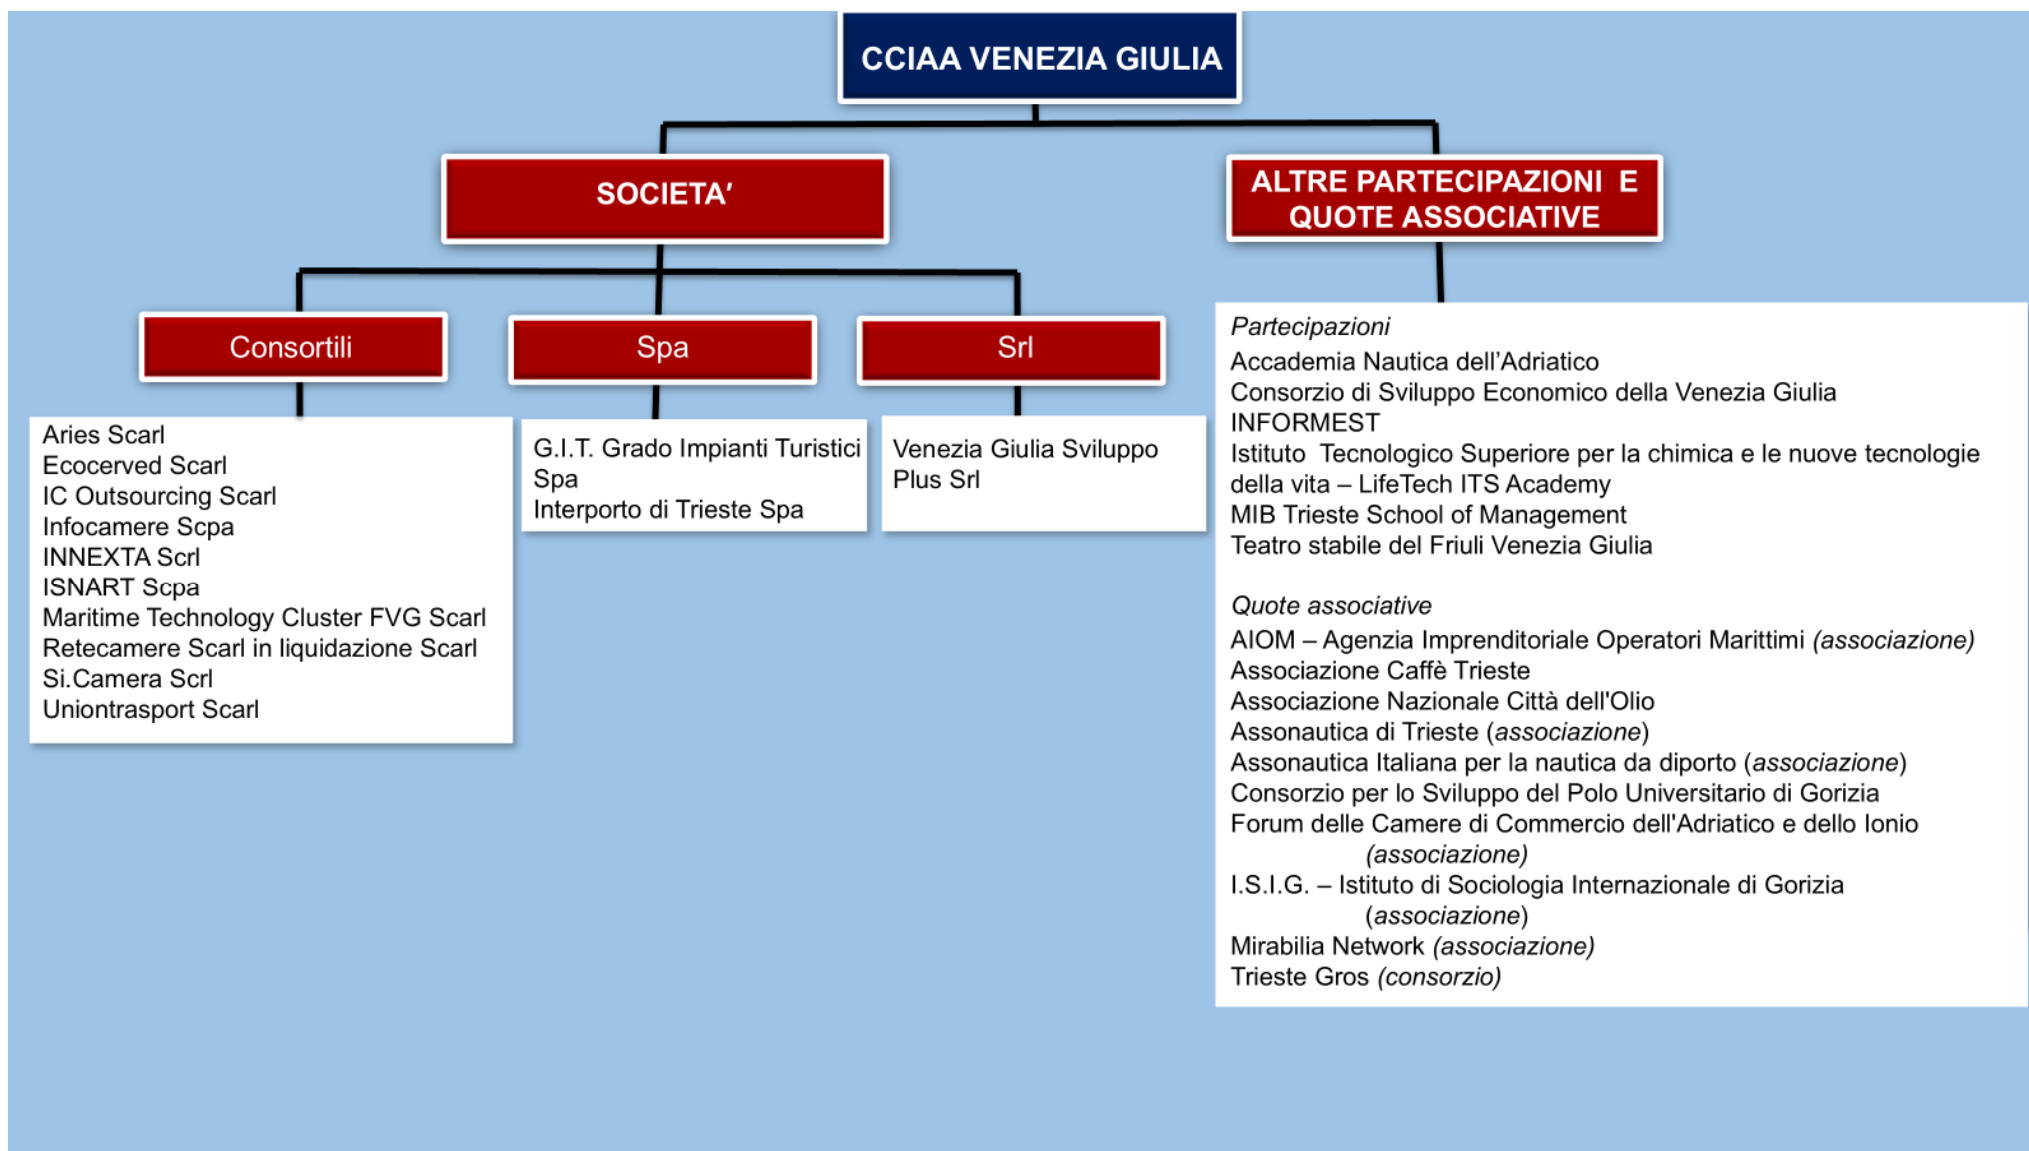 CCIAA VENEZIA GIULIA
SOCIETA'
ALTRE PARTECIPAZIONI E
QUOTE ASSOCIATIVE
Consortili
Spa
Srl
Aries Scarl
Ecocerved Scarl
IC Outsourcing Scarl
Infocamere Scpa
INNEXTA Scrl
ISNART Scpa
Maritime Technology Cluster FVG Scarl
Retecamere Scarl in liquidazione Scarl
Si.Camera Scrl
Uniontrasport Scarl
G.I.T. Grado Impianti Turistici
Spa
Interporto di Trieste Spa
Venezia Giulia Sviluppo
Plus Srl
Partecipazioni
Accademia Nautica dell’Adriatico
Consorzio di Sviluppo Economico della Venezia Giulia
INFORMEST
Istituto Tecnologico Superiore per la chimica e le nuove tecnologie
della vita – LifeTech ITS Academy
MIB Trieste School of Management
Teatro stabile del Friuli Venezia Giulia
Quote associative
AIOM – Agenzia Imprenditoriale Operatori Marittimi (associazione)
Associazione Caffè Trieste
Associazione Nazionale Città dell'Olio
Assonautica di Trieste (associazione)
Assonautica Italiana per la nautica da diporto (associazione)
Consorzio per lo Sviluppo del Polo Universitario di Gorizia
Forum delle Camere di Commercio dell'Adriatico e dello Ionio
(associazione)
I.S.I.G. – Istituto di Sociologia Internazionale di Gorizia
(associazione)
Mirabilia Network (associazione)
Trieste Gros (consorzio)